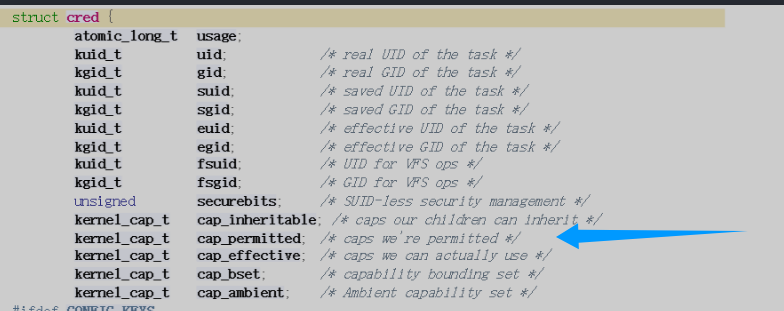 struct cred {
atomic_long_t usage;
kuid_t uid; /* real UID of the task */
kgid_t gid; /* real GID of the task */
kuid_t suid; /* saved UID of the task */
kgid_t sgid; /* saved GID of the task */
kuid_t euid; /* effective UID of the task */
kgid_t egid; /* effective GID of the task */
kuid_t fsuid; /* UID for VFS ops */
kgid_t fsgid; /* GID for VFS ops */
unsigned securebits; /* SUID-less security management */
kernel_cap_t cap_inheritable; /* caps our children can inherit */
kernel_cap_t cap_permitted; /* caps we're permitted */
kernel_cap_t cap_effective; /* caps we can actually use */
kernel_cap_t cap_bset; /* capability bounding set */
kernel_cap_t cap_ambient; /* Ambient capability set */
#ifdef CONFIG_KEYS